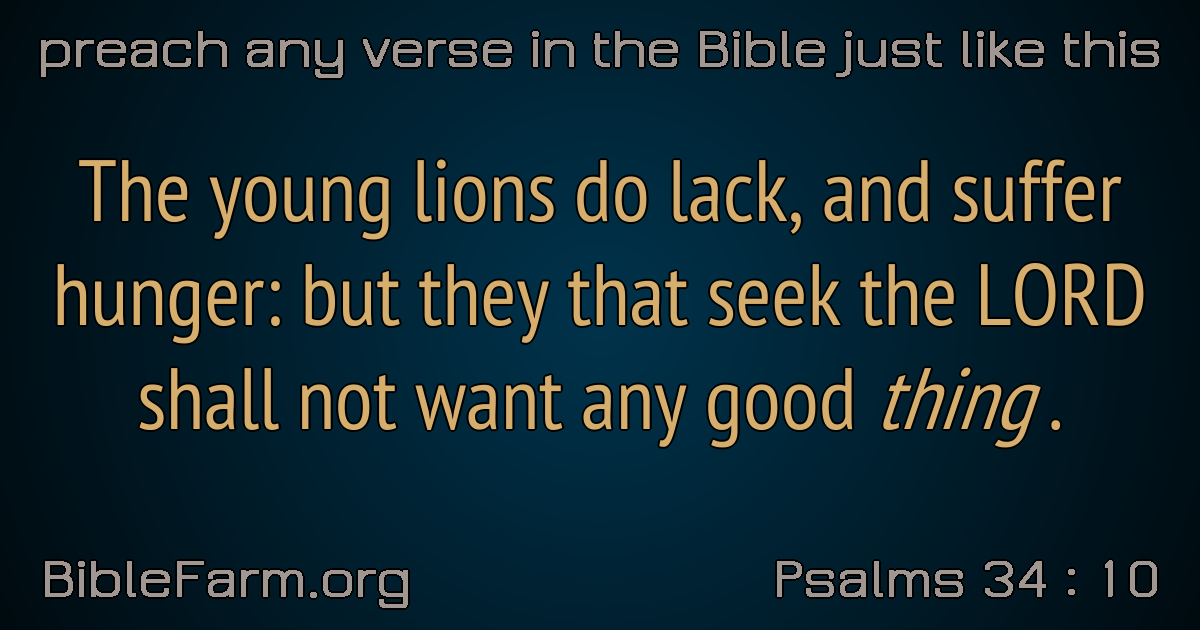 preach any verse in the Bible just like this
The young lions do lack, and suffer
hunger: but they that seek the LORD
shall not want any good thing .
BibleFarm.org
Psalms 34 : 10